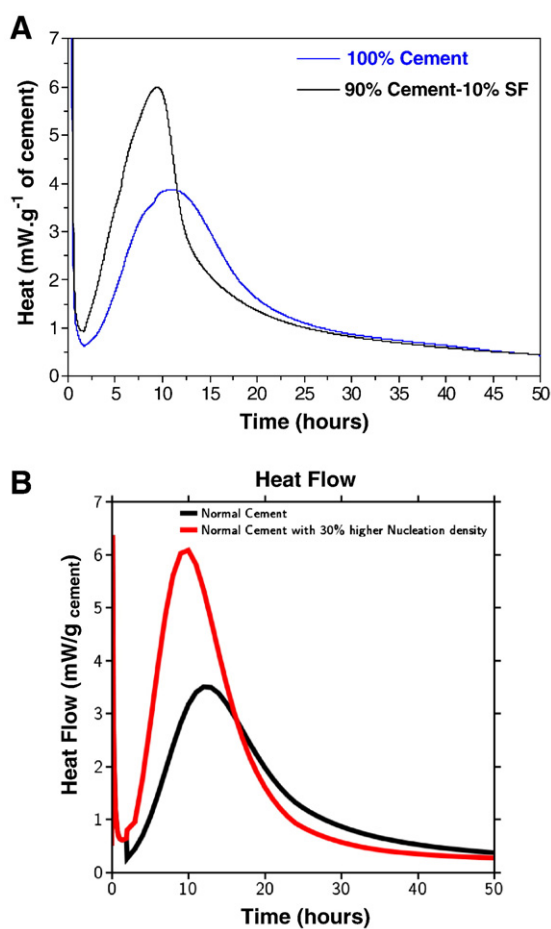 A
7
6
5
4
3
2
1
0
Heat (mW.g-1 of cement)
100% Cement
90% Cement-10% SF
0 5 10 15 20 25 30 35 40 45 50
Time (hours)
B
Heat Flow
7
6
5
4
3
2
1
0
Heat Flow (mW/g cement)
Normal Cement
Normal Cement with 30% higher Nucleation density
0 10 20 30 40 50
Time (hours)